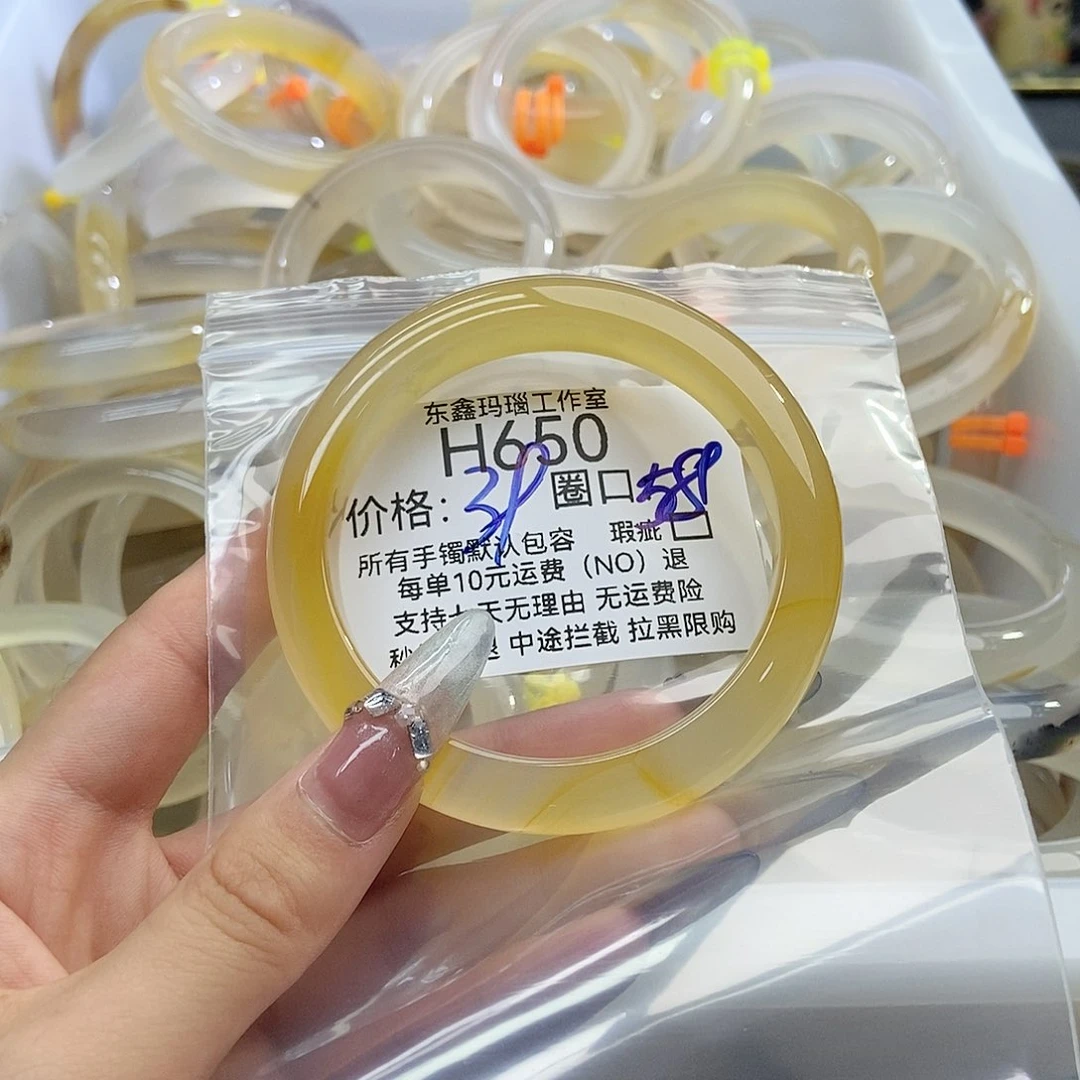 东鑫玛瑙工作室
H650
价格: 圈口58
所有手镯默认包容 瑕疵
每单10元运费（NO）退
支持七天无理由 无运费险
秒 退 中途拦截 拉黑限购